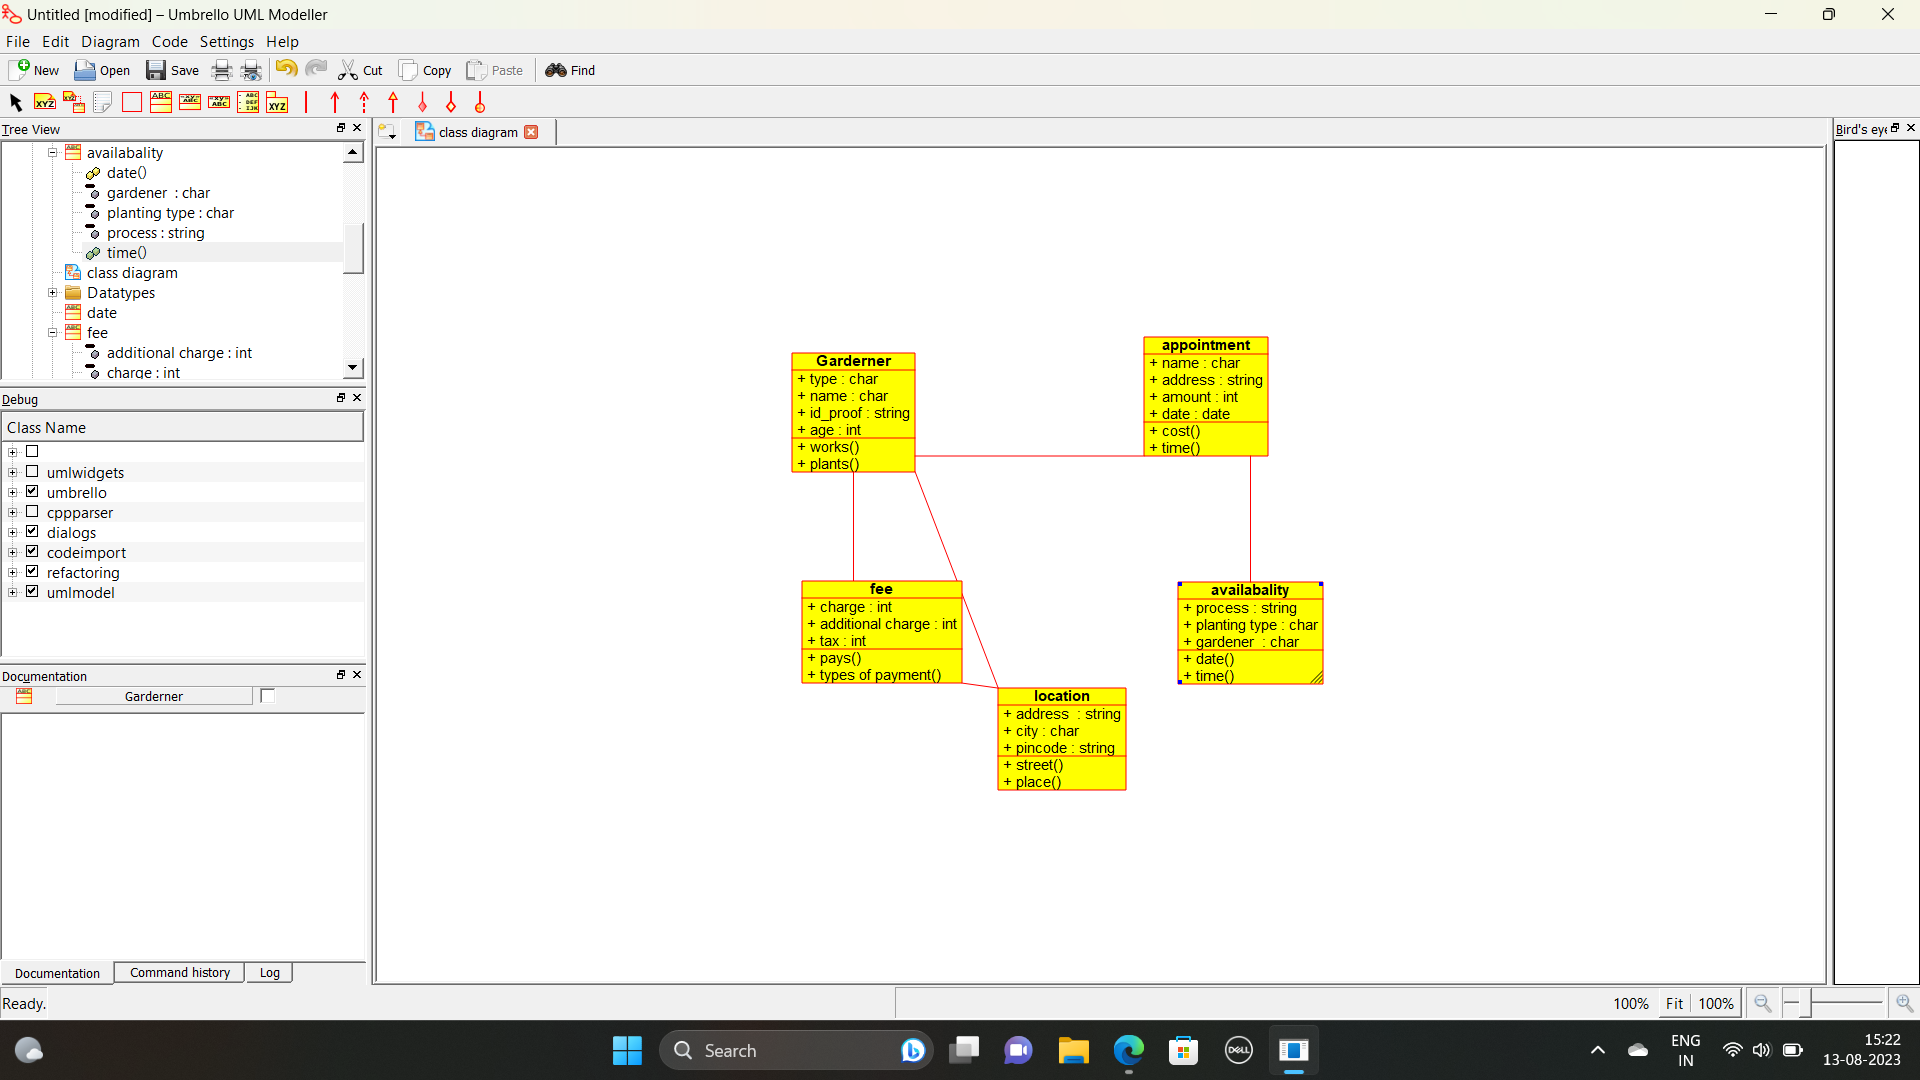 Untitled [modified] – Umbrello UML Modeller
File Edit Diagram Code Settings Help
New Open Save Cut Copy Paste Find
Tree View
class diagram
Bird's eye
availabality
date()
gardener : char
planting type : char
process : string
time()
class diagram
Datatypes
date
fee
additional charge : int
charge : int
Debug
Class Name
umlwidgets
umbrello
cppparser
dialogs
codeimport
refactoring
umlmodel
Documentation
Garderner
Documentation Command history Log
Garderner
+ type : char
+ name : char
+ id_proof : string
+ age : int
+ works()
+ plants()
appointment
+ name : char
+ address : string
+ amount : int
+ date : date
+ cost()
+ time()
fee
+ charge : int
+ additional charge : int
+ tax : int
+ pays()
+ types of payment()
availabality
+ process : string
+ planting type : char
+ gardener : char
+ date()
+ time()
location
+ address : string
+ city : char
+ pincode : string
+ street()
+ place()
Ready.
100% Fit 100%
Search
DELL
ENG
IN
15:22
13-08-2023